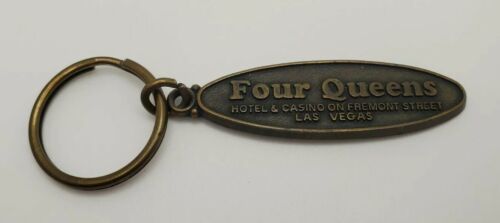 Four Queens
HOTEL & CASINO ON FREMONT STREET
LAS VEGAS